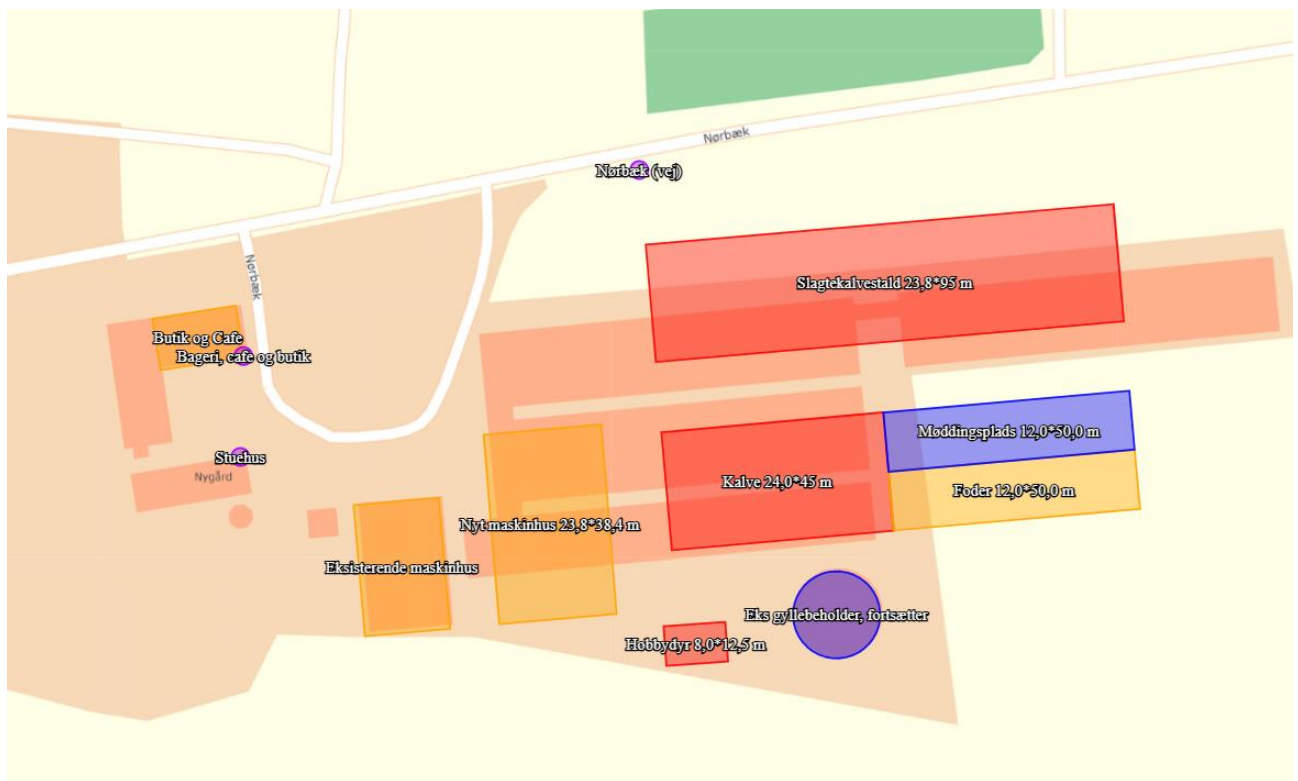 Nørbæk
Nørbæk (vej)
Nørbæk
Slagtekalvestald 23,8*95 m
Butik og Cafe
Bageri, cafe og butik
Møddingsplads 12,0*50,0 m
Stuehus
Nygård
Kalve 24,0*45 m
Foder 12,0*50,0 m
Nyt maskinhus 23,8*38,4 m
Eksisterende maskinhus
Eks gyllebeholder, fortsætter
Hobbydyr 8,0*12,5 m